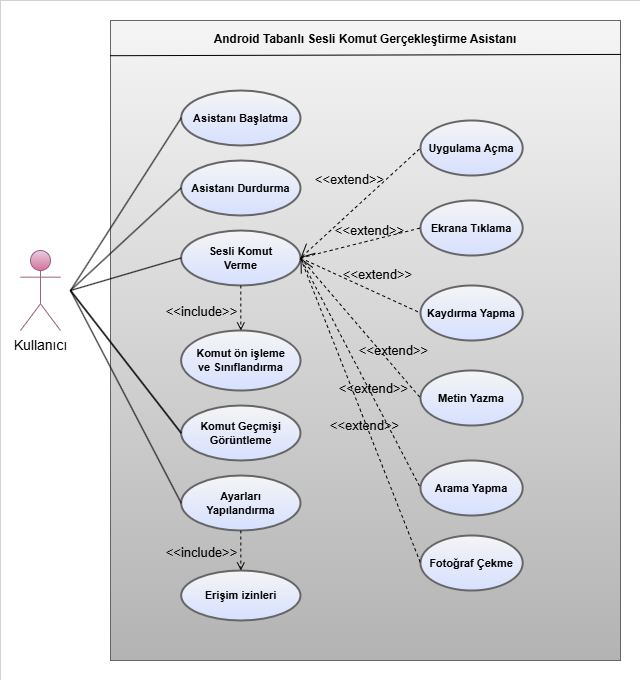 Android Tabanlı Sesli Komut Gerçekleştirme Asistanı
Asistanı Başlatma
Uygulama Açma
<<extend>>
Asistanı Durdurma
Ekrana Tıklama
<<extend>>
Sesli Komut
Verme
<<extend>>
Kaydırma Yapma
<<include>>
Kullanıcı
Komut ön işleme
ve Sınıflandırma
<<extend>>
Metin Yazma
<<extend>>
Komut Geçmişi
Görüntleme
<<extend>>
Arama Yapma
Ayarları
Yapılandırma
<<include>>
Fotoğraf Çekme
Erişim izinleri